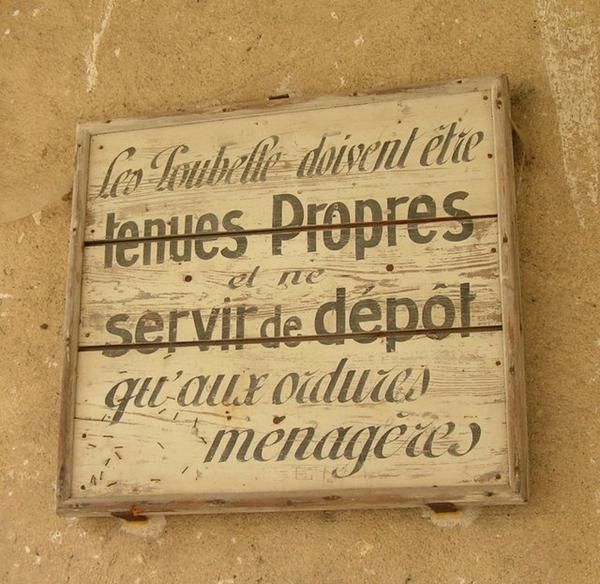 Les Poubelle doivent être
tenues Propres
et ne
servir de dépôt
qu'aux ordures
ménagères